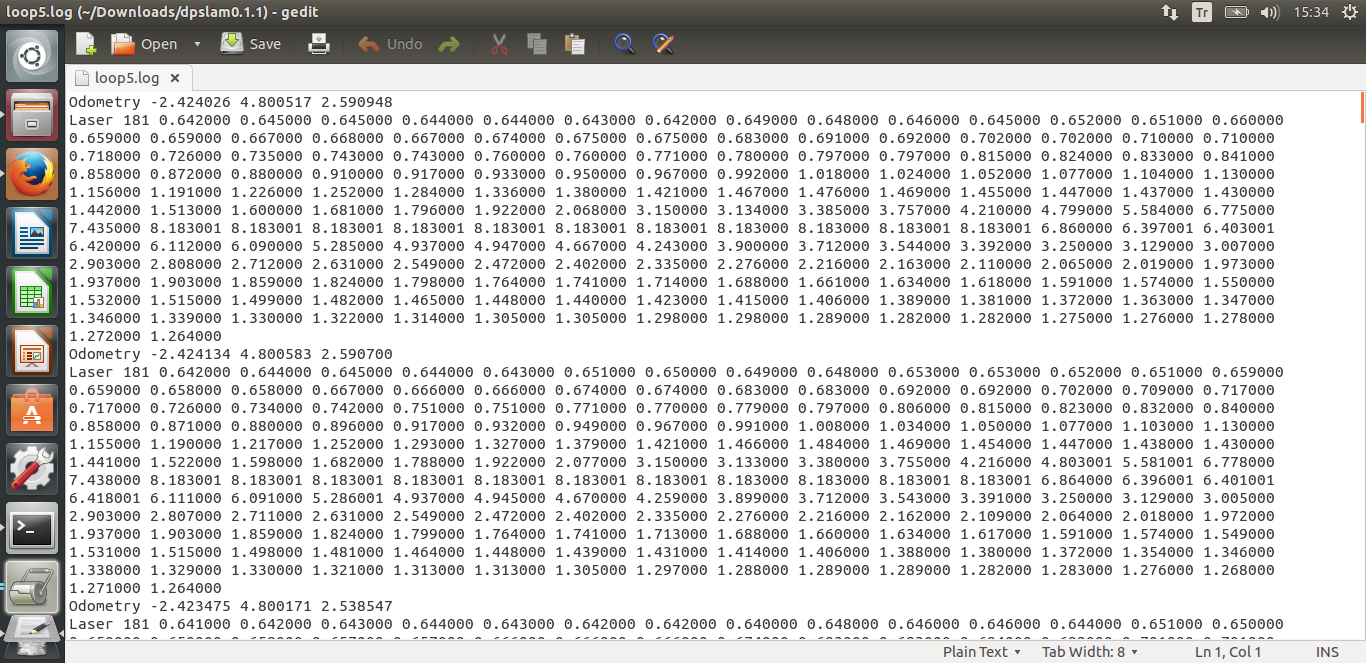 loop5.log (~/Downloads/dpslam0.1.1) - gedit
Tr
15:34
Open
Save
Undo
loop5.log
Odometry -2.424026 4.800517 2.590948
Laser 181 0.642000 0.645000 0.645000 0.644000 0.644000 0.643000 0.642000 0.649000 0.648000 0.646000 0.645000 0.652000 0.651000 0.660000
0.659000 0.659000 0.667000 0.668000 0.667000 0.674000 0.675000 0.675000 0.683000 0.691000 0.692000 0.702000 0.702000 0.710000 0.710000
0.718000 0.726000 0.735000 0.743000 0.743000 0.760000 0.760000 0.771000 0.780000 0.797000 0.797000 0.815000 0.824000 0.833000 0.841000
0.858000 0.872000 0.880000 0.910000 0.917000 0.933000 0.950000 0.967000 0.992000 1.018000 1.024000 1.052000 1.077000 1.104000 1.130000
1.156000 1.191000 1.226000 1.252000 1.284000 1.336000 1.380000 1.421000 1.467000 1.476000 1.469000 1.455000 1.447000 1.437000 1.430000
1.442000 1.513000 1.600000 1.681000 1.796000 1.922000 2.068000 3.150000 3.134000 3.385000 3.757000 4.210000 4.799000 5.584000 6.775000
7.435000 8.183001 8.183001 8.183001 8.183001 8.183001 8.183001 8.183001 8.183000 8.183000 8.183001 8.183001 6.860000 6.397001 6.403001
6.420000 6.112000 6.090000 5.285000 4.937000 4.947000 4.667000 4.243000 3.900000 3.712000 3.544000 3.392000 3.250000 3.129000 3.007000
2.903000 2.808000 2.712000 2.631000 2.549000 2.472000 2.402000 2.335000 2.276000 2.216000 2.163000 2.110000 2.065000 2.019000 1.973000
1.937000 1.903000 1.859000 1.824000 1.798000 1.764000 1.741000 1.714000 1.688000 1.661000 1.634000 1.618000 1.591000 1.574000 1.550000
1.532000 1.515000 1.499000 1.482000 1.465000 1.448000 1.440000 1.423000 1.415000 1.406000 1.389000 1.381000 1.372000 1.363000 1.347000
1.346000 1.339000 1.330000 1.322000 1.314000 1.305000 1.305000 1.298000 1.298000 1.289000 1.282000 1.282000 1.275000 1.276000 1.278000
1.272000 1.264000
Odometry -2.424134 4.800583 2.590700
Laser 181 0.642000 0.644000 0.645000 0.644000 0.643000 0.651000 0.650000 0.649000 0.648000 0.653000 0.653000 0.652000 0.651000 0.659000
0.659000 0.658000 0.658000 0.667000 0.666000 0.666000 0.674000 0.674000 0.683000 0.683000 0.692000 0.692000 0.702000 0.709000 0.717000
0.717000 0.726000 0.734000 0.742000 0.751000 0.751000 0.771000 0.770000 0.779000 0.797000 0.806000 0.815000 0.823000 0.832000 0.840000
0.858000 0.871000 0.880000 0.896000 0.917000 0.932000 0.949000 0.967000 0.991000 1.008000 1.034000 1.050000 1.077000 1.103000 1.130000
1.155000 1.190000 1.217000 1.252000 1.293000 1.327000 1.379000 1.421000 1.466000 1.484000 1.469000 1.454000 1.447000 1.438000 1.430000
1.441000 1.522000 1.598000 1.682000 1.788000 1.922000 2.077000 3.150000 3.133000 3.380000 3.755000 4.216000 4.803001 5.581001 6.778000
7.438000 8.183001 8.183001 8.183001 8.183001 8.183001 8.183001 8.183001 8.183000 8.183000 8.183001 8.183001 6.864000 6.396001 6.401001
6.418001 6.111000 6.091000 5.286001 4.937000 4.945000 4.670000 4.259000 3.899000 3.712000 3.543000 3.391000 3.250000 3.129000 3.005000
2.903000 2.807000 2.711000 2.631000 2.549000 2.472000 2.402000 2.335000 2.276000 2.216000 2.162000 2.109000 2.064000 2.018000 1.972000
1.937000 1.903000 1.859000 1.824000 1.799000 1.764000 1.741000 1.713000 1.688000 1.660000 1.634000 1.617000 1.591000 1.574000 1.549000
1.531000 1.515000 1.498000 1.481000 1.464000 1.448000 1.439000 1.431000 1.414000 1.406000 1.388000 1.380000 1.372000 1.354000 1.346000
1.338000 1.329000 1.330000 1.321000 1.313000 1.313000 1.305000 1.297000 1.288000 1.289000 1.289000 1.282000 1.283000 1.276000 1.268000
1.271000 1.264000
Odometry -2.423475 4.800171 2.538547
Laser 181 0.641000 0.642000 0.643000 0.644000 0.643000 0.642000 0.642000 0.640000 0.648000 0.646000 0.646000 0.644000 0.651000 0.650000
Plain Text
Tab Width: 8
Ln 1, Col 1
INS